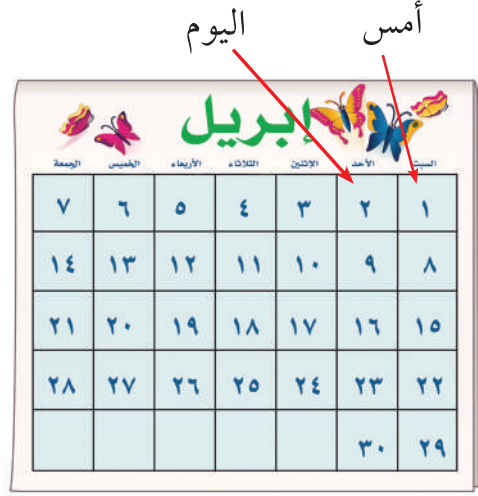 أمس
اليوم
إبريل
السبت الأحد الإثنين الثلاثاء الأربعاء الخميس الجمعة
١ ٢ ٣ ٤ ٥ ٦ ٧
٨ ٩ ١٠ ١١ ١٢ ١٣ ١٤
١٥ ١٦ ١٧ ١٨ ١٩ ٢٠ ٢١
٢٢ ٢٣ ٢٤ ٢٥ ٢٦ ٢٧ ٢٨
٢٩ ٣٠